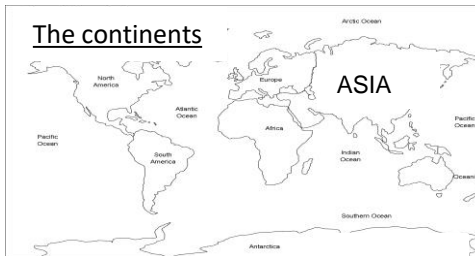 The continents
Arctic Ocean
North
America
Europe
ASIA
Atlantic
Ocean
Pacific
Ocean
Africa
Pacific
Ocean
Indian
Ocean
South
America
Southern Ocean
Antarctica